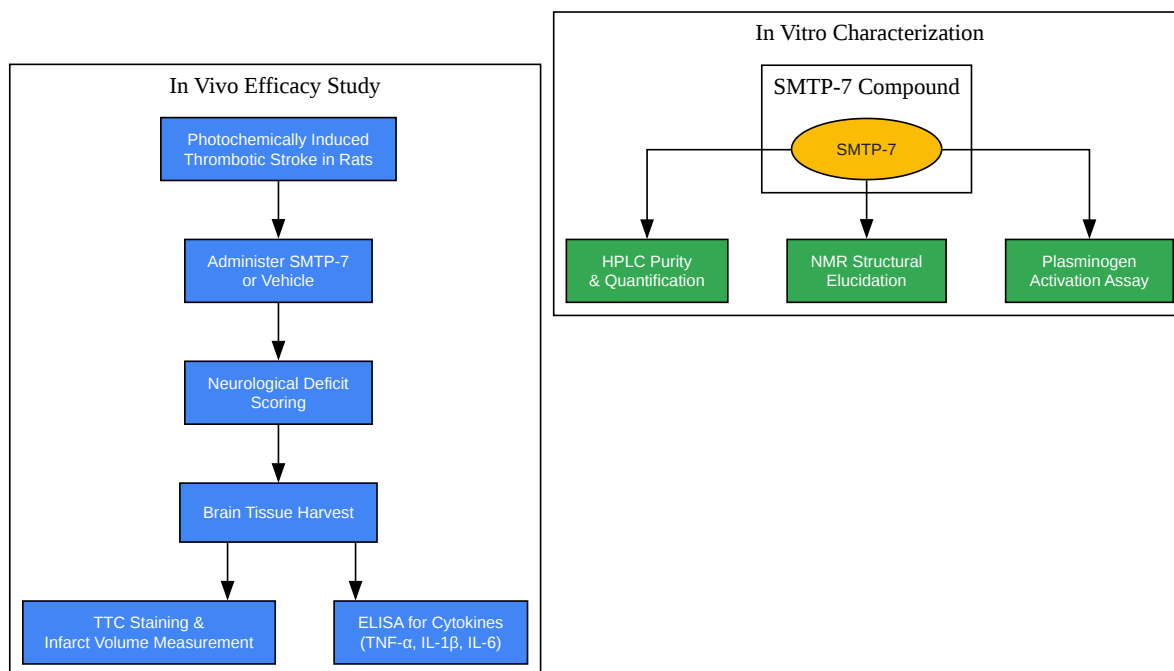 In Vivo Efficacy Study
Photochemically Induced
Thrombotic Stroke in Rats
Administer SMTP-7
or Vehicle
Neurological Deficit
Scoring
Brain Tissue Harvest
TTC Staining &
Infarct Volume Measurement
ELISA for Cytokines
(TNF-α, IL-1β, IL-6)
In Vitro Characterization
SMTP-7 Compound
SMTP-7
HPLC Purity
& Quantification
NMR Structural
Elucidation
Plasminogen
Activation Assay